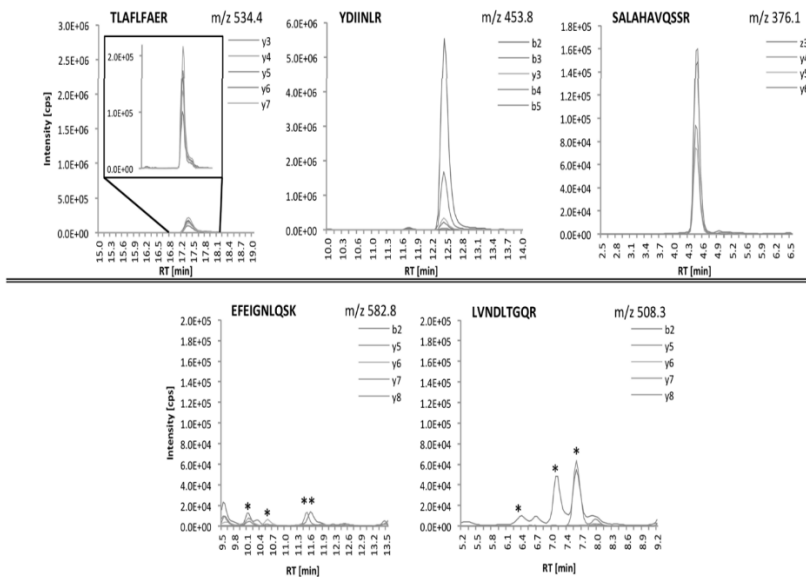 TLAFLFAER m/z 534.4
3.0E+06
2.5E+06
2.0E+06
1.5E+06
1.0E+06
5.0E+05
0.0E+00
Intensity [cps]
2.0E+05
1.0E+05
0.0E+00
y3
y4
y5
y6
y7
15.0 15.3 15.6 15.9 16.2 16.5 16.8 17.2 17.5 17.8 18.1 18.4 18.7 19.0
RT [min]
YDIINLR m/z 453.8
6.0E+06
5.0E+06
4.0E+06
3.0E+06
2.0E+06
1.0E+06
0.0E+00
b2
b3
y3
b4
b5
10.0 10.3 10.6 10.9 11.2 11.6 11.9 12.2 12.5 12.8 13.1 13.4 13.7 14.0
RT [min]
SALAHAVQSSR m/z 376.1
1.8E+05
1.6E+05
1.4E+05
1.2E+05
1.0E+05
8.0E+04
6.0E+04
4.0E+04
2.0E+04
0.0E+00
z3
y4
y5
y6
2.5 2.8 3.1 3.4 3.7 4.0 4.3 4.6 4.9 5.2 5.6 5.9 6.2 6.5
RT [min]
EFEIGNLQSK m/z 582.8
2.0E+05
1.8E+05
1.6E+05
1.4E+05
1.2E+05
1.0E+05
8.0E+04
6.0E+04
4.0E+04
2.0E+04
0.0E+00
Intensity [cps]
b2
y5
y6
y7
y8
* * **
9.5 9.8 10.1 10.4 10.7 11.0 11.3 11.6 11.9 12.3 12.6 12.9 13.2 13.5
RT [min]
LVNDLTGQR m/z 508.3
2.0E+05
1.8E+05
1.6E+05
1.4E+05
1.2E+05
1.0E+05
8.0E+04
6.0E+04
4.0E+04
2.0E+04
0.0E+00
b2
y5
y6
y7
y8
* * *
5.2 5.5 5.8 6.1 6.4 6.7 7.0 7.4 7.7 8.0 8.3 8.6 8.9 9.2
RT [min]